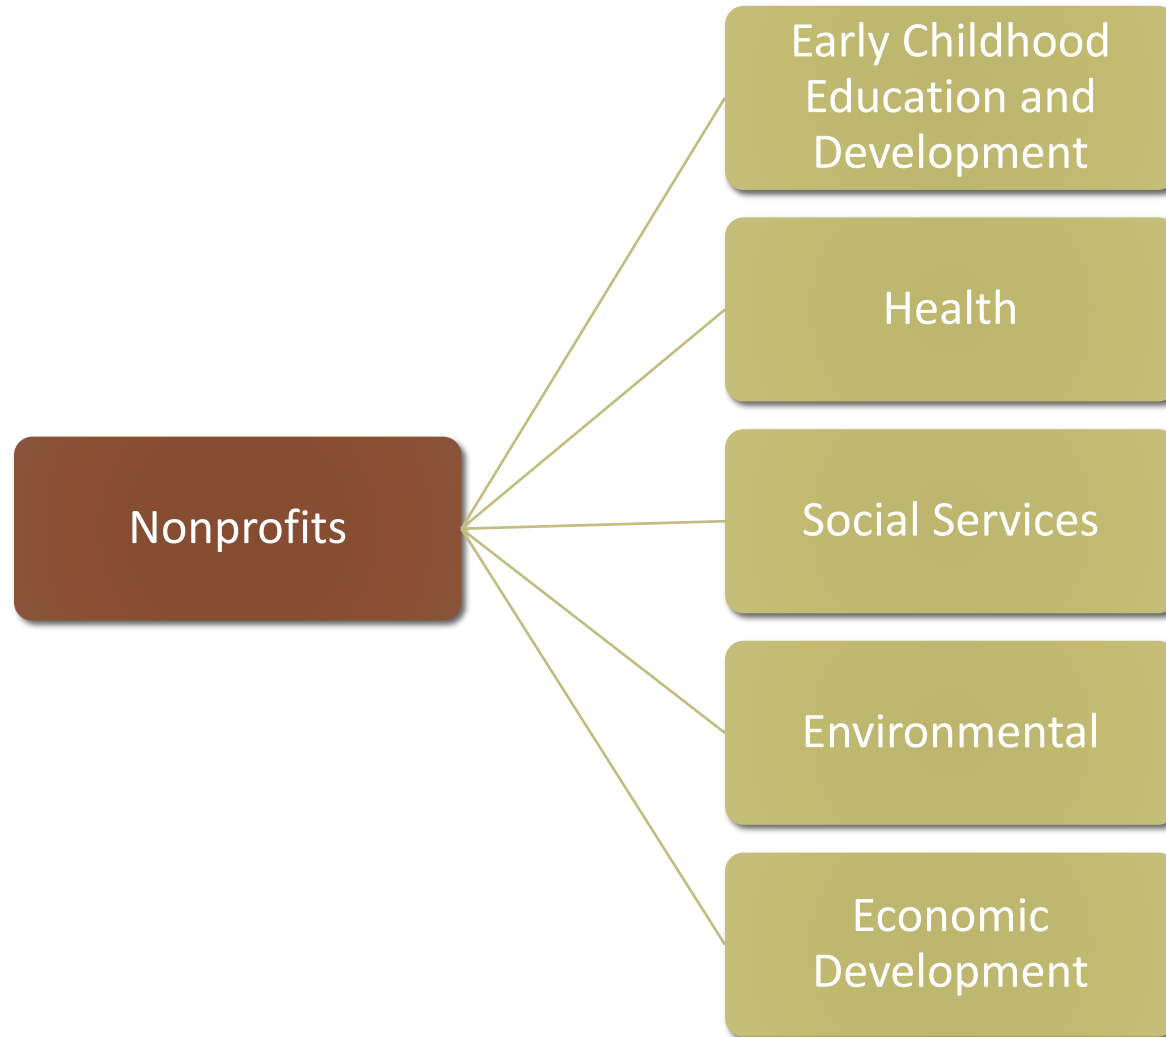 Early Childhood
Education and
Development
Health
Nonprofits
Social Services
Environmental
Economic
Development